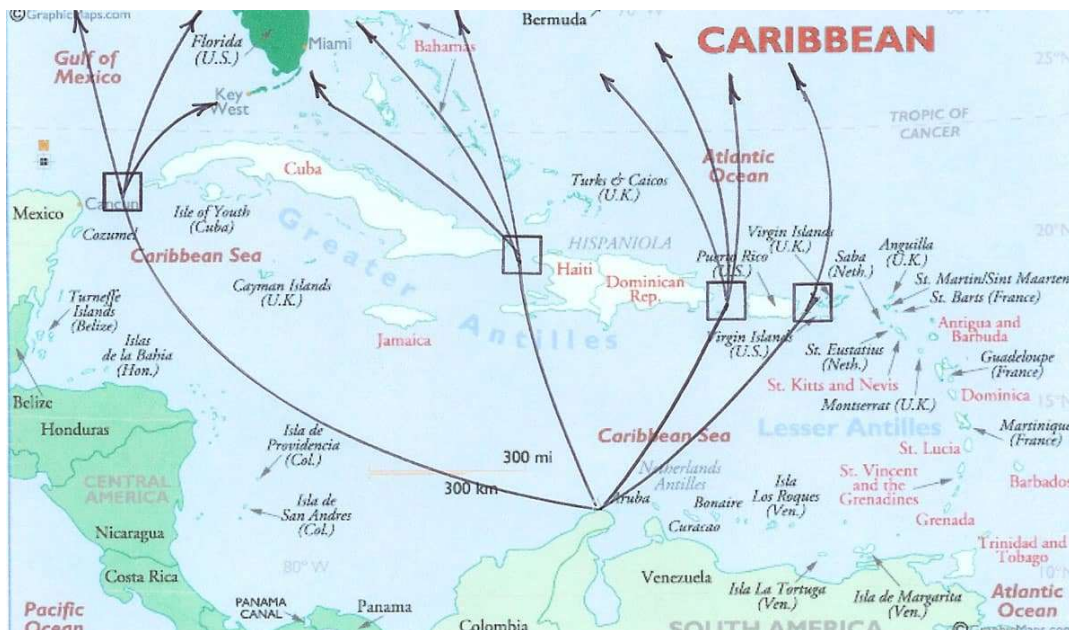 ©GraphicMaps.com
Bermuda
70° W
60° W
CARIBBEAN
Gulf of
Mexico
Florida
(U.S.)
Miami
Bahamas
25°N
Key
West
TROPIC OF
CANCER
Cuba
Atlantic
Ocean
Turks & Caicos
(U.K.)
Mexico
Cancun
Isle of Youth
(Cuba)
Cozumel
Caribbean Sea
Greater
Antilles
HISPANIOLA
Virgin Islands
(U.K.)
20°N
Anguilla
(U.K.)
Saba
(Neth.)
Puerto Rico
(U.S.)
St. Martin/Sint Maarten
St. Barts (France)
Haiti
Dominican
Rep.
Cayman Islands
(U.K.)
Turneffe
Islands
(Belize)
Jamaica
Virgin Islands
(U.S.)
Antigua and
Barbuda
Islas
de la Bahia
(Hon.)
St. Eustatius
(Neth.)
Guadeloupe
(France)
St. Kitts and Nevis
Dominica
Montserrat (U.K.)
15°N
Belize
Honduras
Isla de
Providencia
(Col.)
Caribbean Sea
Lesser Antilles
Martinique
(France)
St. Lucia
300 mi
300 km
Netherlands
Antilles
St. Vincent
and the
Grenadines
Barbados
CENTRAL
AMERICA
Isla de
San Andres
(Col.)
Aruba
Bonaire
Curacao
Isla
Los Roques
(Ven.)
Grenada
Nicaragua
Trinidad and
Tobago
80° W
10°N
Costa Rica
Venezuela
Isla La Tortuga
(Ven.)
Isla de Margarita
(Ven.)
Atlantic
Ocean
Pacific
Ocean
PANAMA
CANAL
Panama
Colombia
SOUTH AMERICA
©GraphicMaps.com